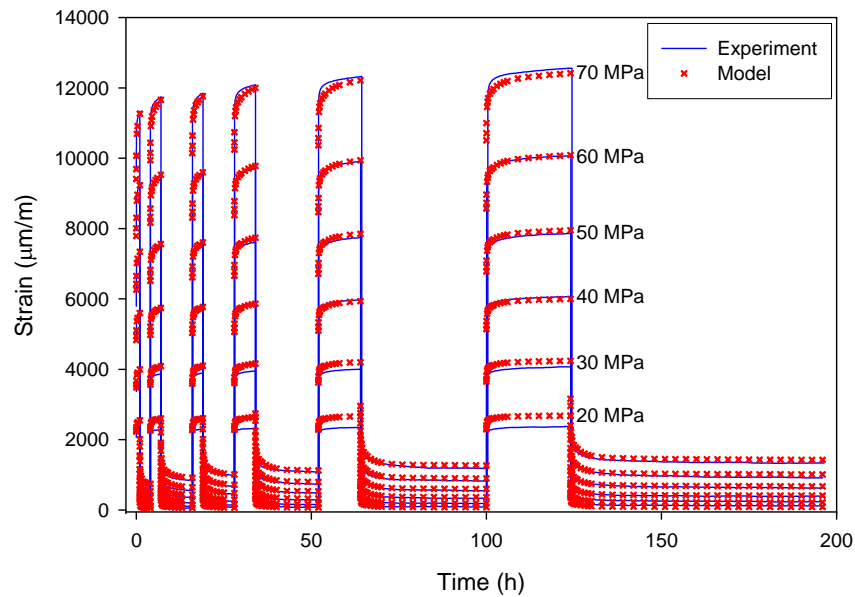 14000
12000
10000
8000
6000
4000
2000
0
Strain (μm/m)
Experiment
Model
70 MPa
60 MPa
50 MPa
40 MPa
30 MPa
20 MPa
0
50
100
150
200
Time (h)